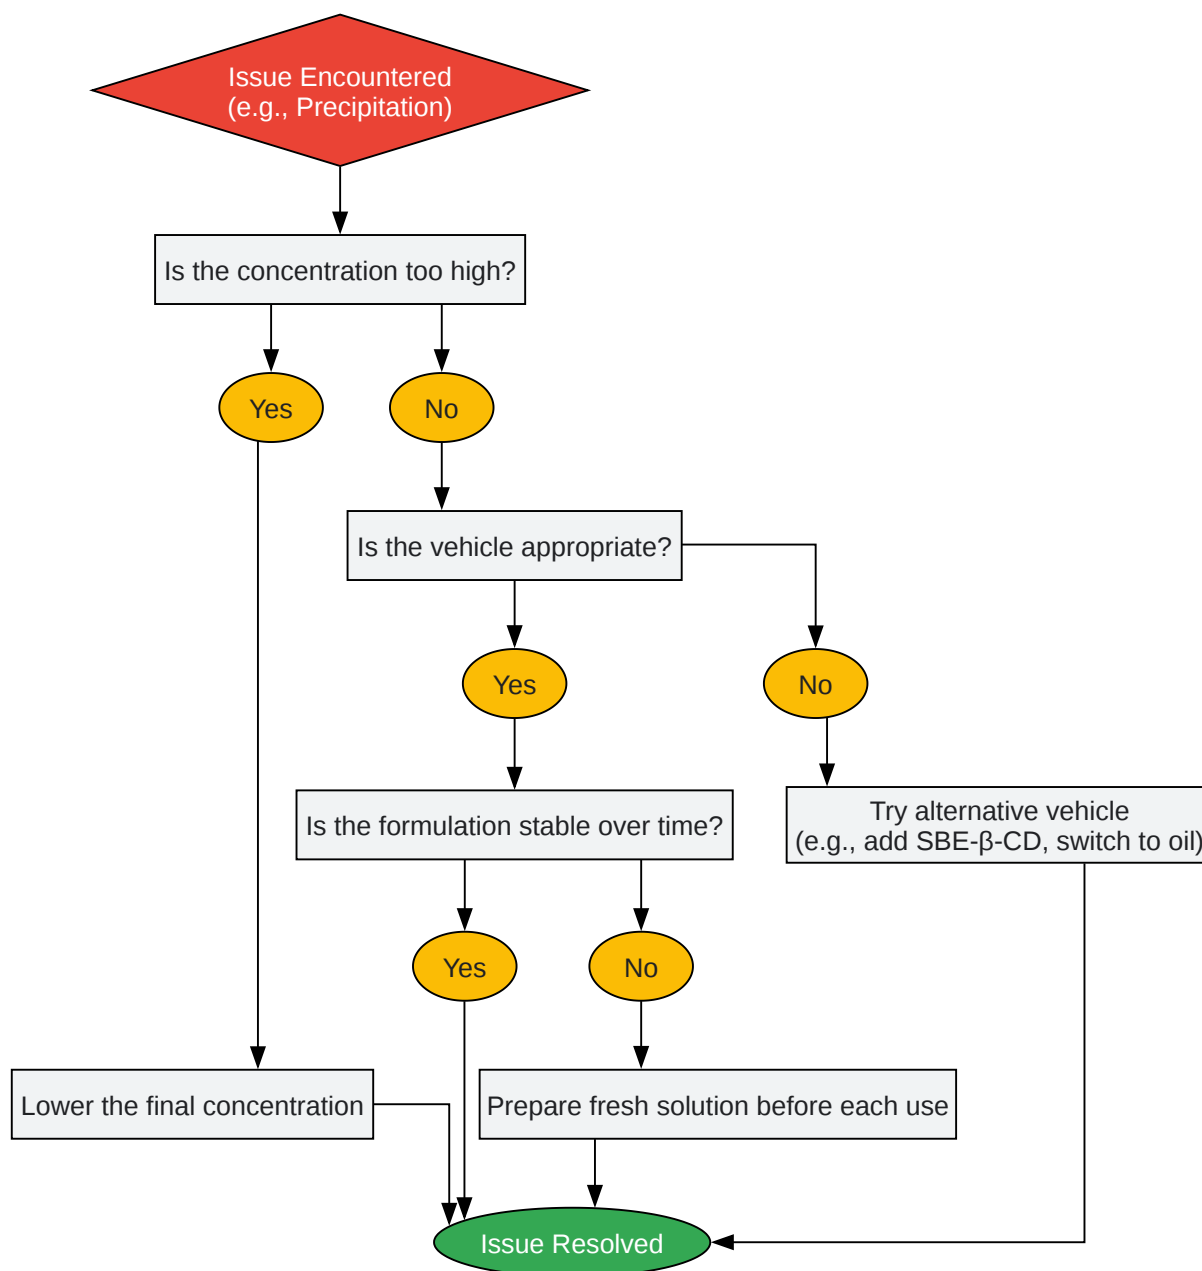 Issue Encountered
(e.g., Precipitation)
Is the concentration too high?
Yes
No
Is the vehicle appropriate?
Yes
No
Try alternative vehicle
(e.g., add SBE-β-CD, switch to oil)
Is the formulation stable over time?
Yes
No
Lower the final concentration
Prepare fresh solution before each use
Issue Resolved